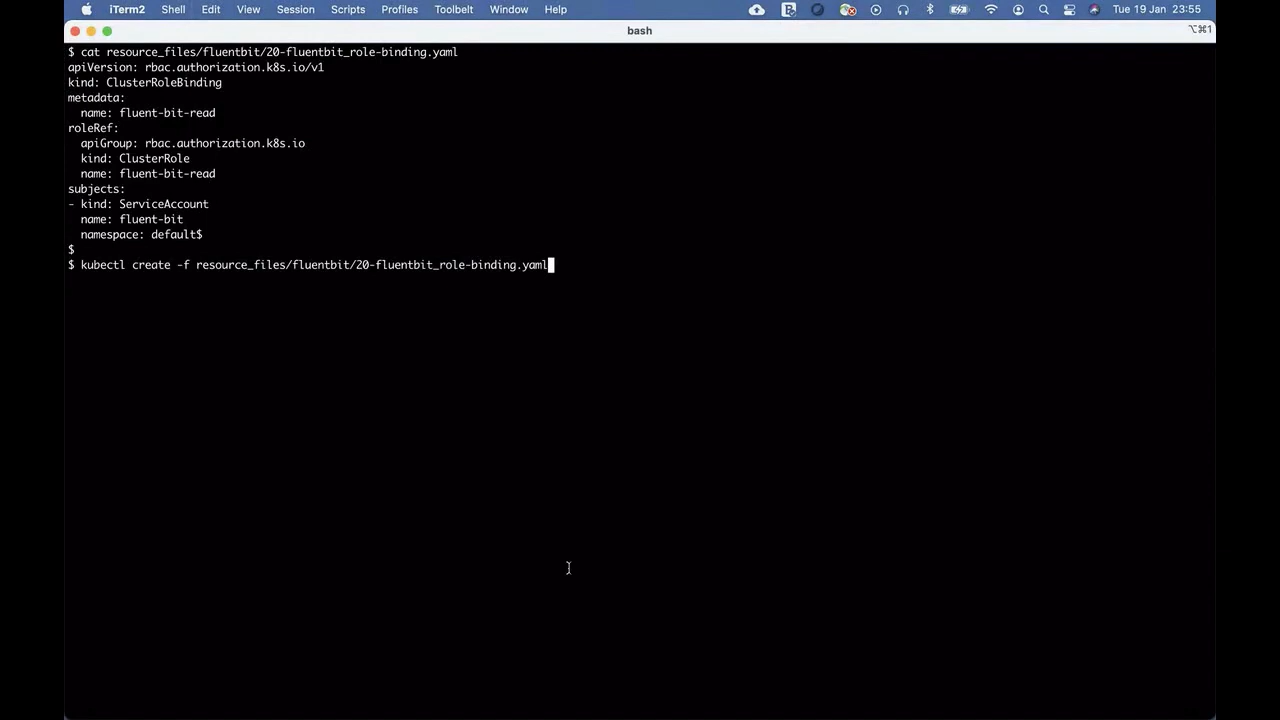 iTerm2 Shell Edit View Session Scripts Profiles Toolbelt Window Help Tue 19 Jan 23:55
bash ⌥⌘1
$ cat resource_files/fluentbit/20-fluentbit_role-binding.yaml
apiVersion: rbac.authorization.k8s.io/v1
kind: ClusterRoleBinding
metadata:
  name: fluent-bit-read
roleRef:
  apiGroup: rbac.authorization.k8s.io
  kind: ClusterRole
  name: fluent-bit-read
subjects:
- kind: ServiceAccount
  name: fluent-bit
  namespace: default$
$
$ kubectl create -f resource_files/fluentbit/20-fluentbit_role-binding.yaml